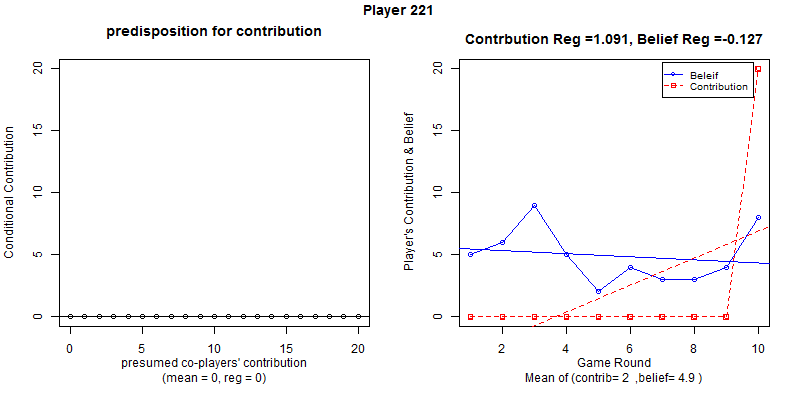 Player 221
predisposition for contribution
Conditional Contribution
20
15
10
5
0
0 5 10 15 20
presumed co-players' contribution
(mean = 0, reg = 0)
Contrbution Reg =1.091, Belief Reg =-0.127
Player's Contribution & Belief
20
15
10
5
0
Beleif
Contribution
2 4 6 8 10
Game Round
Mean of (contrib= 2 ,belief= 4.9 )